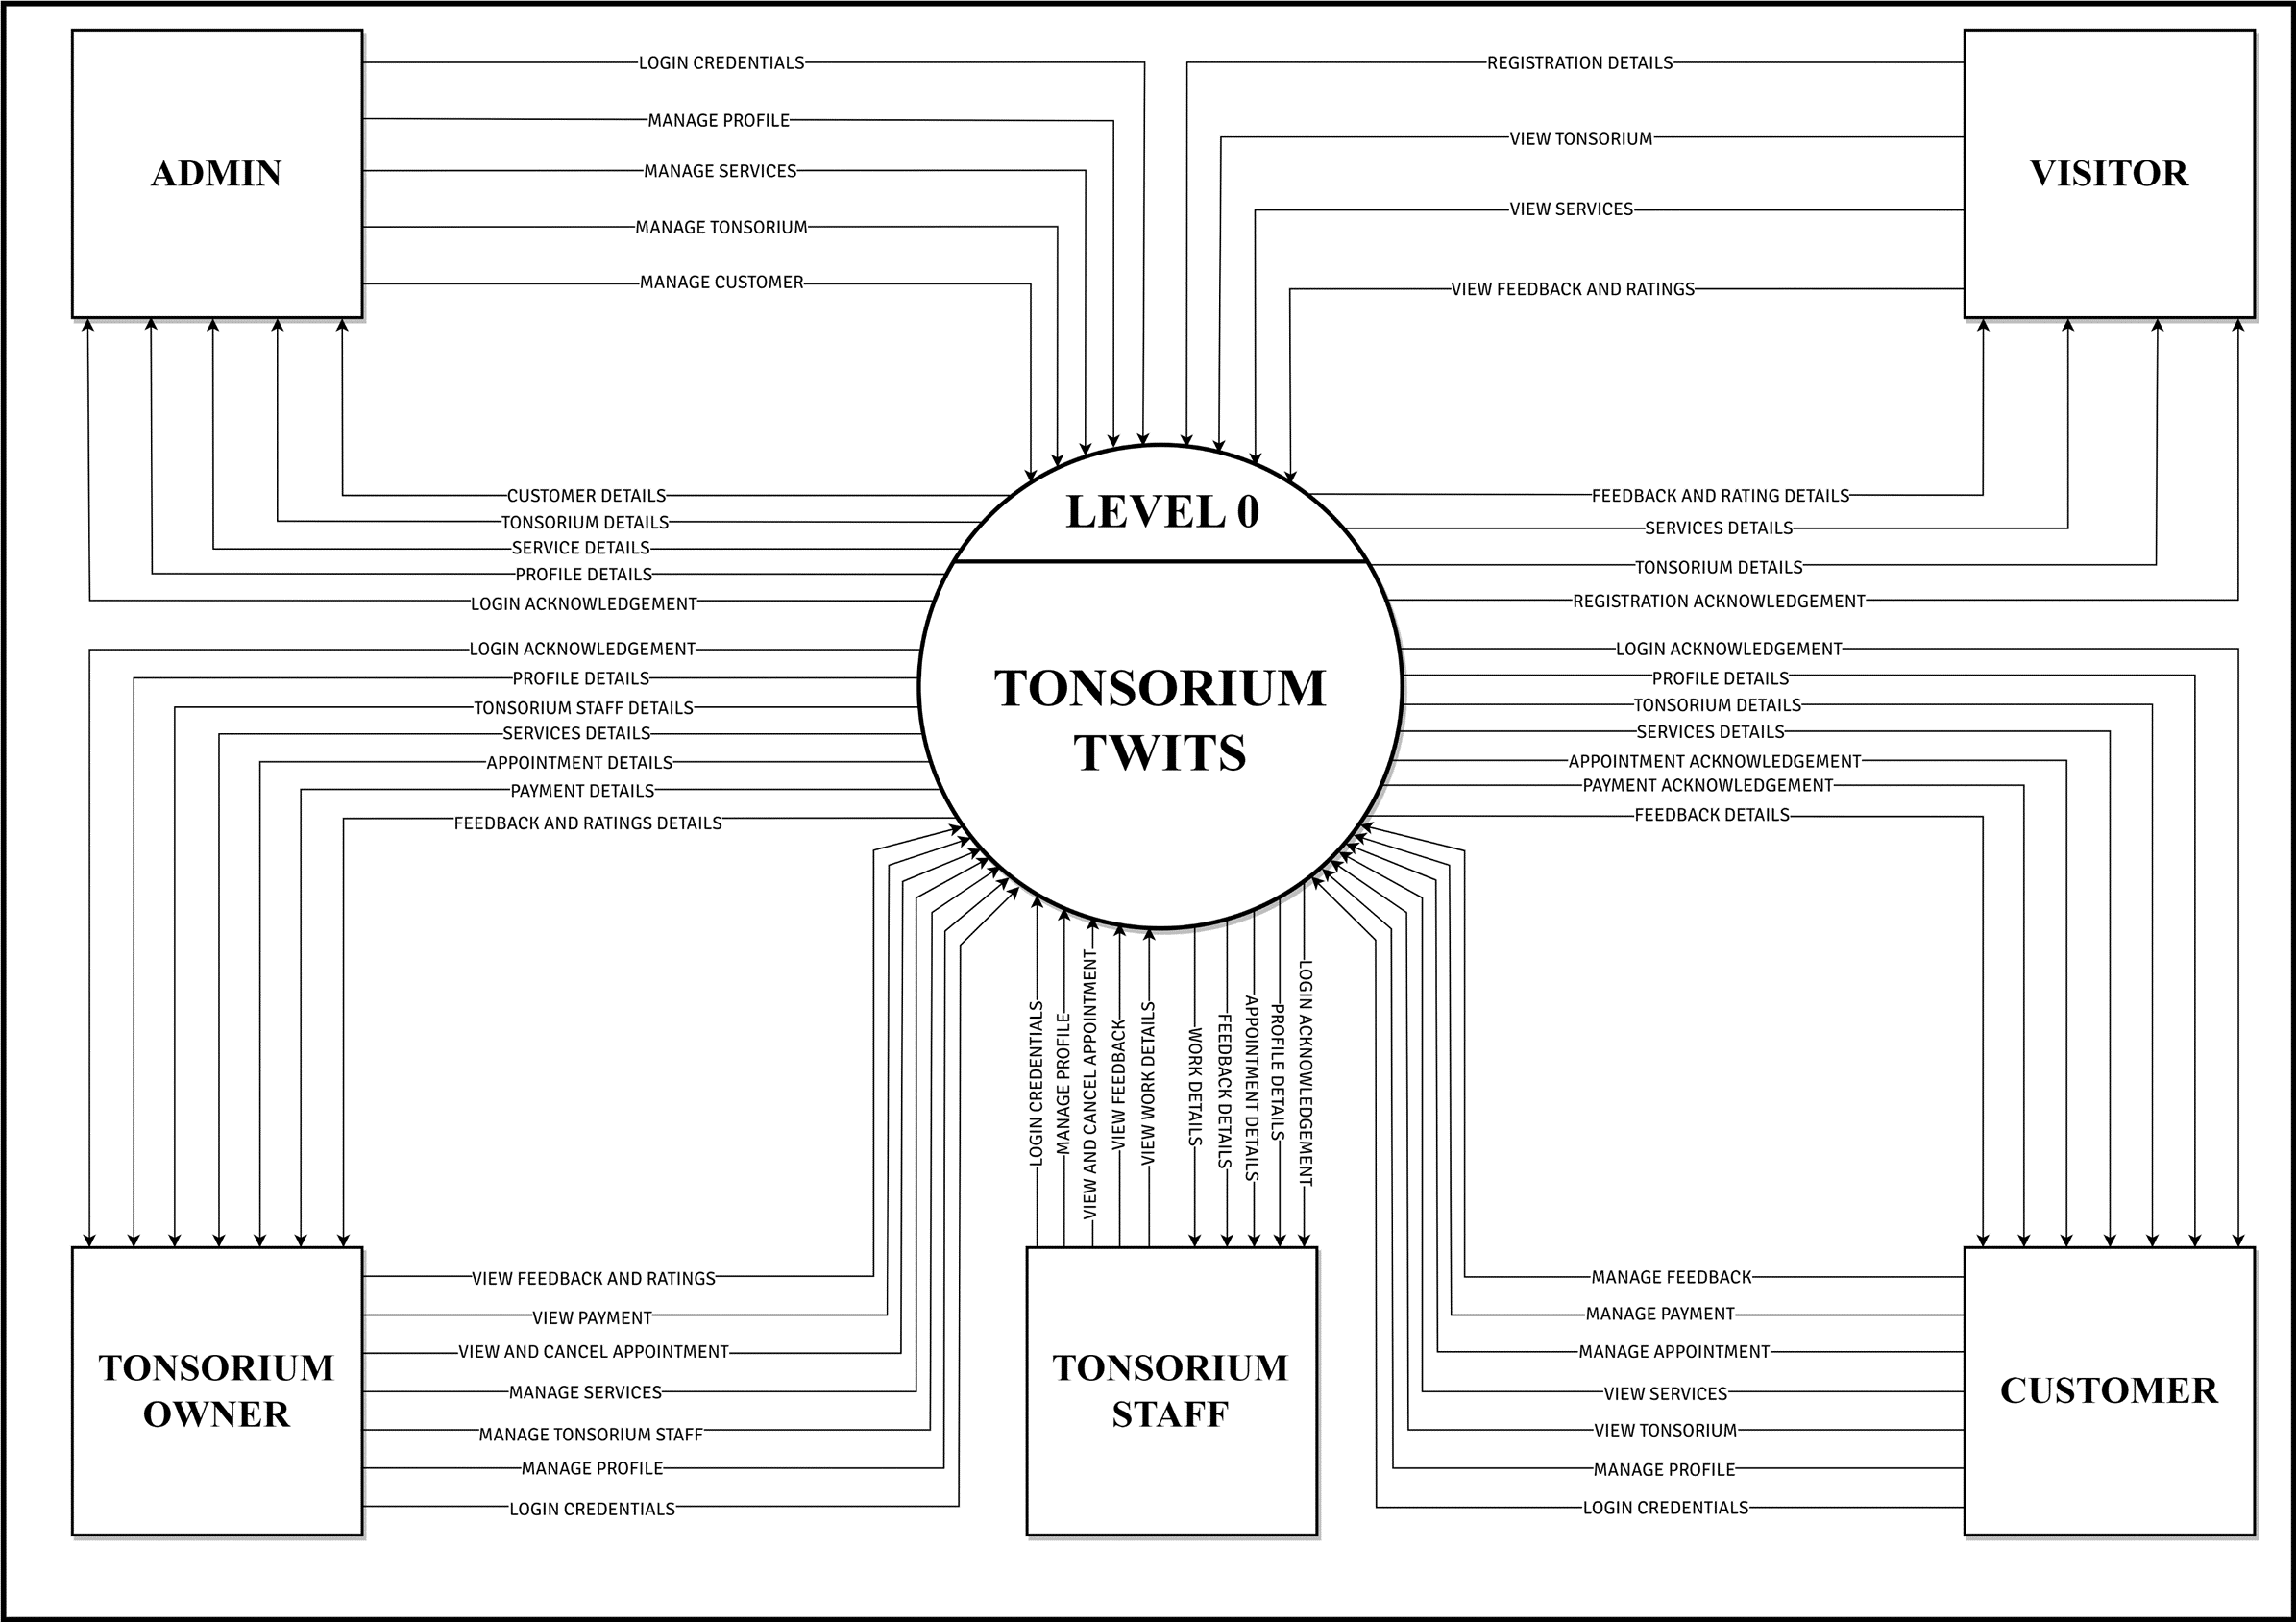 ADMIN
LOGIN CREDENTIALS
MANAGE PROFILE
MANAGE SERVICES
MANAGE TONSORIUM
MANAGE CUSTOMER
REGISTRATION DETAILS
VIEW TONSORIUM
VIEW SERVICES
VIEW FEEDBACK AND RATINGS
VISITOR
CUSTOMER DETAILS
TONSORIUM DETAILS
SERVICE DETAILS
PROFILE DETAILS
LOGIN ACKNOWLEDGEMENT
LEVEL 0
TONSORIUM
TWITS
FEEDBACK AND RATING DETAILS
SERVICES DETAILS
TONSORIUM DETAILS
REGISTRATION ACKNOWLEDGEMENT
LOGIN ACKNOWLEDGEMENT
PROFILE DETAILS
TONSORIUM STAFF DETAILS
SERVICES DETAILS
APPOINTMENT DETAILS
PAYMENT DETAILS
FEEDBACK AND RATINGS DETAILS
LOGIN ACKNOWLEDGEMENT
PROFILE DETAILS
TONSORIUM DETAILS
SERVICES DETAILS
APPOINTMENT ACKNOWLEDGEMENT
PAYMENT ACKNOWLEDGEMENT
FEEDBACK DETAILS
LOGIN CREDENTIALS
MANAGE PROFILE
VIEW AND CANCEL APPOINTMENT
VIEW FEEDBACK
VIEW WORK DETAILS
WORK DETAILS
FEEDBACK DETAILS
APPOINTMENT DETAILS
PROFILE DETAILS
LOGIN ACKNOWLEDGEMENT
TONSORIUM
OWNER
VIEW FEEDBACK AND RATINGS
VIEW PAYMENT
VIEW AND CANCEL APPOINTMENT
MANAGE SERVICES
MANAGE TONSORIUM STAFF
MANAGE PROFILE
LOGIN CREDENTIALS
TONSORIUM
STAFF
MANAGE FEEDBACK
MANAGE PAYMENT
MANAGE APPOINTMENT
VIEW SERVICES
VIEW TONSORIUM
MANAGE PROFILE
LOGIN CREDENTIALS
CUSTOMER